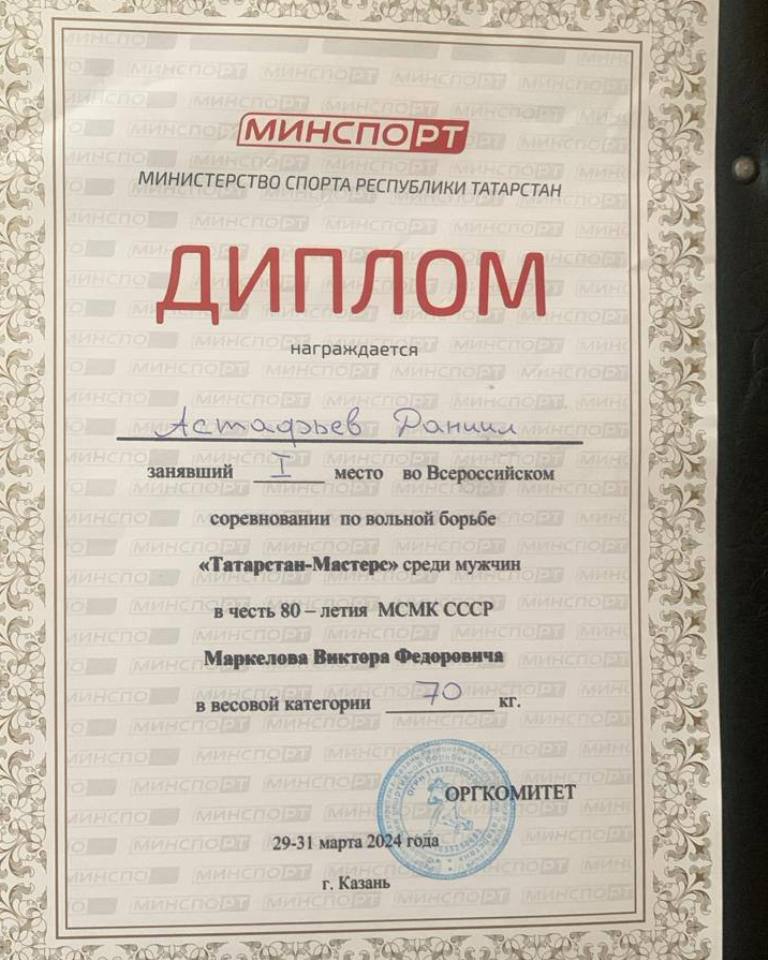 МИНСПОРТ
МИНИСТЕРСТВО СПОРТА РЕСПУБЛИКИ ТАТАРСТАН
ДИПЛОМ
награждается
Астафьев Даниил
занявший I место во Всероссийском
соревновании по вольной борьбе
«Татарстан-Мастерс» среди мужчин
в честь 80 – летия МСМК СССР
Маркелова Виктора Федоровича
в весовой категории 70 кг.
ОРГКОМИТЕТ
29-31 марта 2024 года
г. Казань